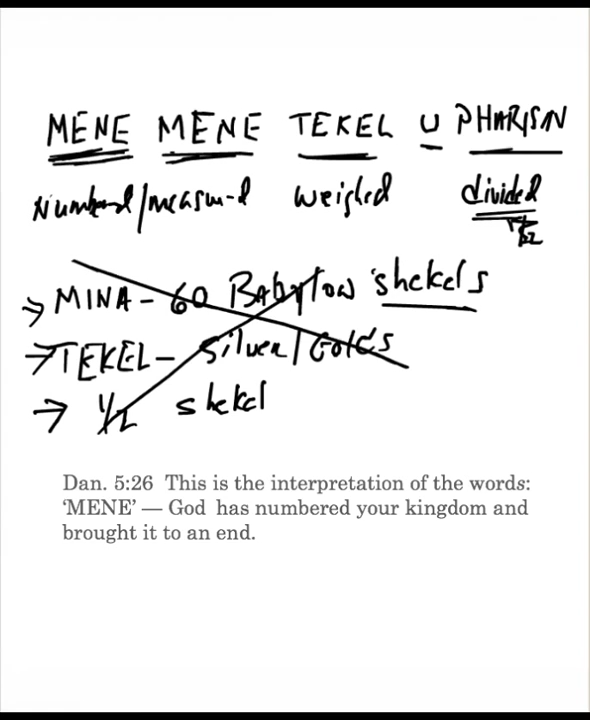 MENE MENE TEKEL U PHARISIN
Numbered/measured weighed divided
1/2
MINA - 60 Babylon shekels
TEKEL - Silver/Golds
1/2 shekel
Dan. 5:26 This is the interpretation of the words:
‘MENE’ — God has numbered your kingdom and
brought it to an end.